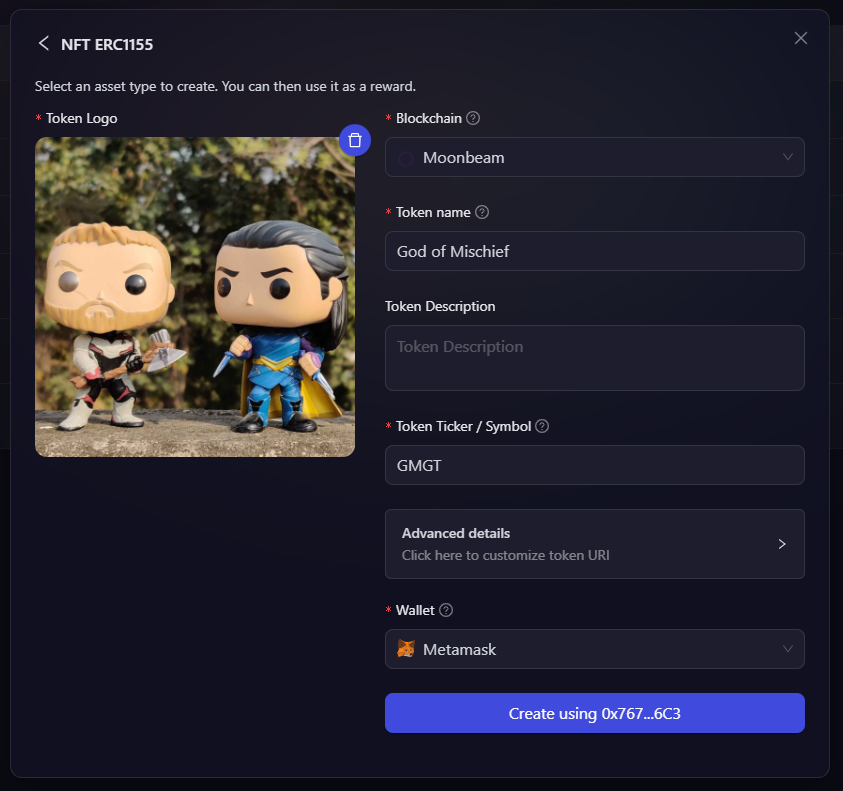 NFT ERC1155
Select an asset type to create. You can then use it as a reward.
* Token Logo
* Blockchain ?
Moonbeam
* Token name ?
God of Mischief
Token Description
Token Description
* Token Ticker / Symbol ?
GMGT
Advanced details
Click here to customize token URI
* Wallet ?
Metamask
Create using 0x767...6C3